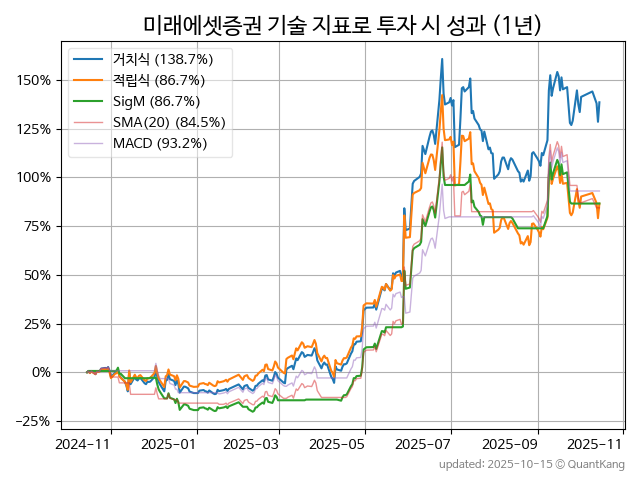 미래에셋증권 기술 지표로 투자 시 성과 (1년)
거치식 (138.7%)
적립식 (86.7%)
SigM (86.7%)
SMA(20) (84.5%)
MACD (93.2%)
150%
125%
100%
75%
50%
25%
0%
−25%
2024-11 2025-01 2025-03 2025-05 2025-07 2025-09 2025-11
updated: 2025-10-15 © QuantKang